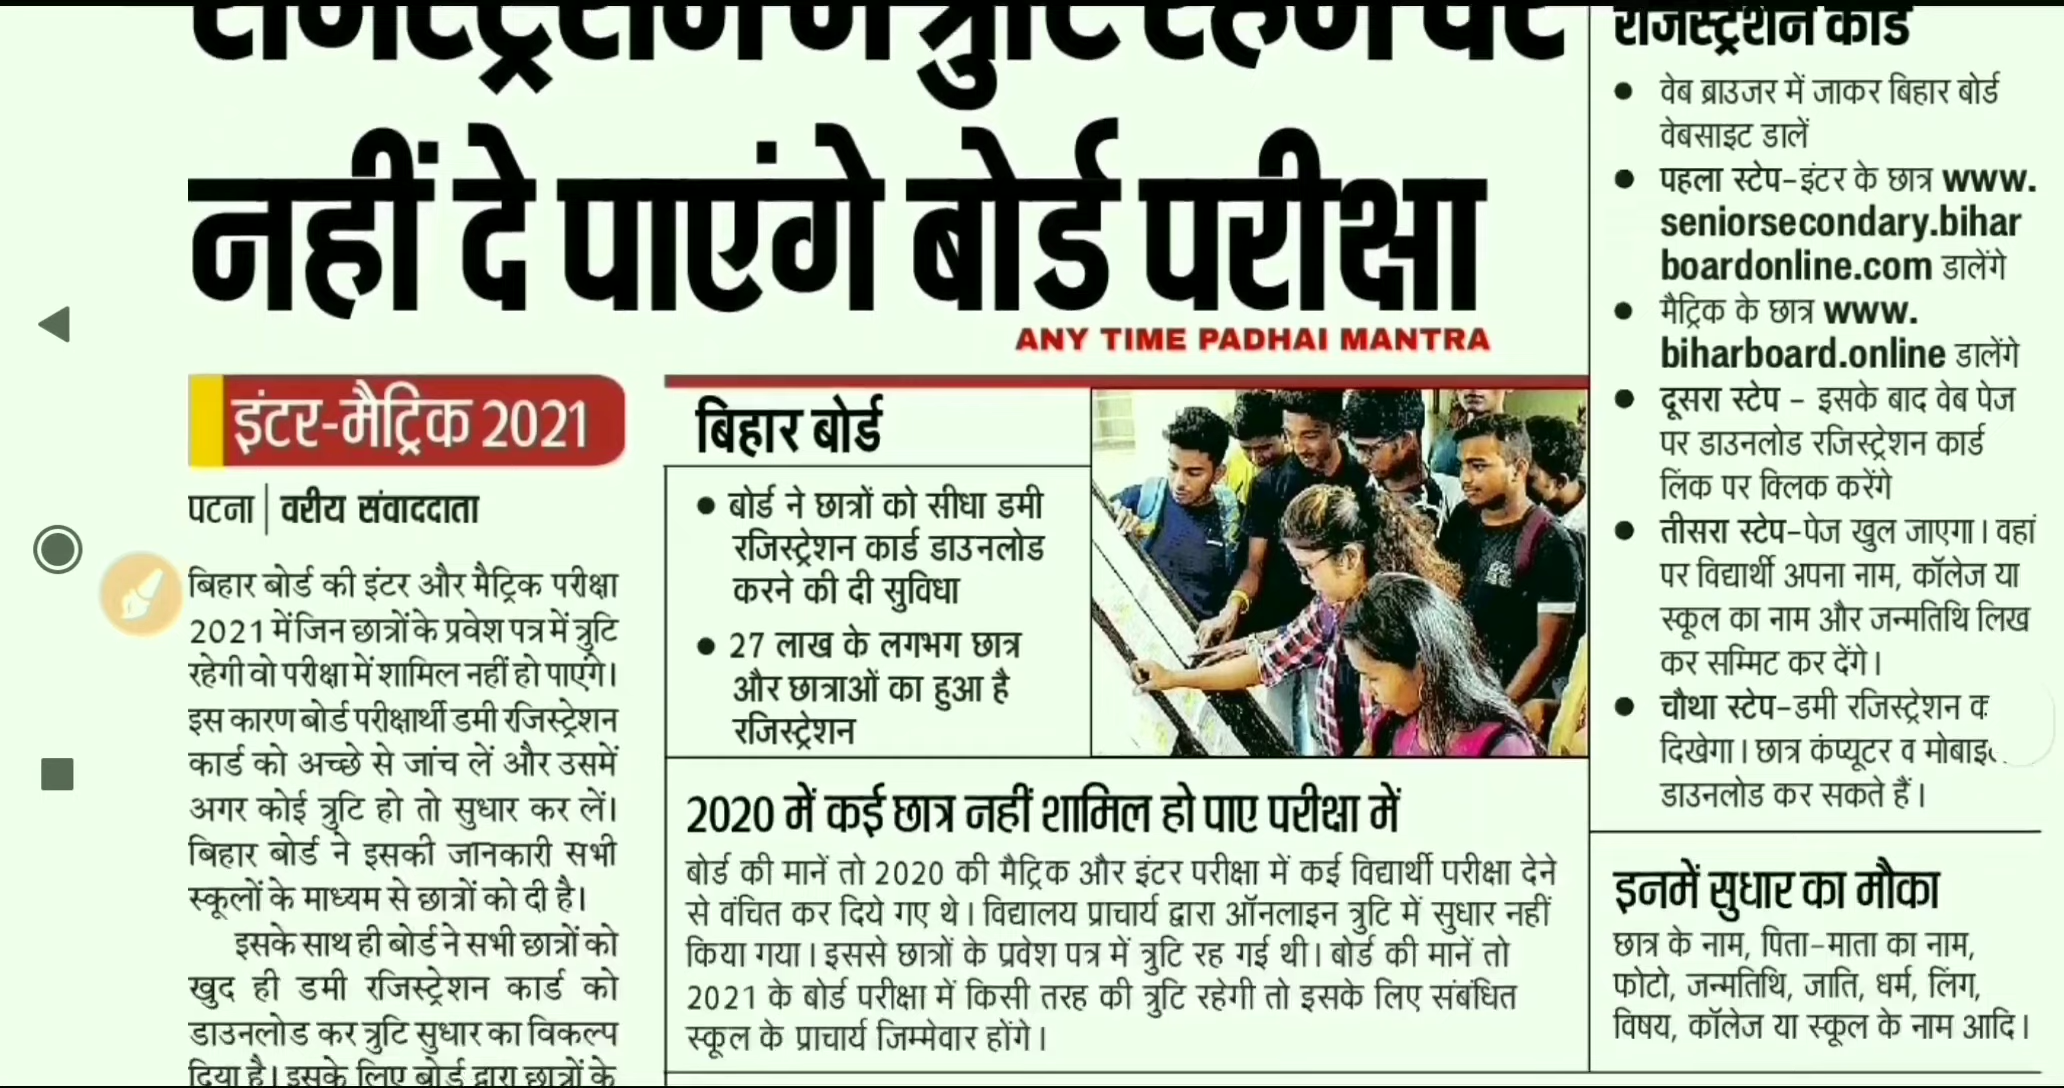 रजिस्ट्रेशन में त्रुटि रहने पर
नहीं दे पाएंगे बोर्ड परीक्षा
ANY TIME PADHAI MANTRA
इंटर-मैट्रिक 2021
पटना | वरीय संवाददाता
बिहार बोर्ड की इंटर और मैट्रिक परीक्षा
2021 में जिन छात्रों के प्रवेश पत्र में त्रुटि
रहेगी वो परीक्षा में शामिल नहीं हो पाएंगे।
इस कारण बोर्ड परीक्षार्थी डमी रजिस्ट्रेशन
कार्ड को अच्छे से जांच लें और उसमें
अगर कोई त्रुटि हो तो सुधार कर लें।
बिहार बोर्ड ने इसकी जानकारी सभी
स्कूलों के माध्यम से छात्रों को दी है।
इसके साथ ही बोर्ड ने सभी छात्रों को
खुद ही डमी रजिस्ट्रेशन कार्ड को
डाउनलोड कर त्रुटि सुधार का विकल्प
दिया है। इसके लिए बोर्ड द्वारा छात्रों के
बिहार बोर्ड
● बोर्ड ने छात्रों को सीधा डमी
रजिस्ट्रेशन कार्ड डाउनलोड
करने की दी सुविधा
● 27 लाख के लगभग छात्र
और छात्राओं का हुआ है
रजिस्ट्रेशन
2020 में कई छात्र नहीं शामिल हो पाए परीक्षा में
बोर्ड की मानें तो 2020 की मैट्रिक और इंटर परीक्षा में कई विद्यार्थी परीक्षा देने
से वंचित कर दिये गए थे। विद्यालय प्राचार्य द्वारा ऑनलाइन त्रुटि में सुधार नहीं
किया गया। इससे छात्रों के प्रवेश पत्र में त्रुटि रह गई थी। बोर्ड की मानें तो
2021 के बोर्ड परीक्षा में किसी तरह की त्रुटि रहेगी तो इसके लिए संबंधित
स्कूल के प्राचार्य जिम्मेवार होंगे।
रजिस्ट्रेशन कार्ड
● वेब ब्राउजर में जाकर बिहार बोर्ड
वेबसाइट डालें
● पहला स्टेप-इंटर के छात्र www.
seniorsecondary.bihar
boardonline.com डालेंगे
● मैट्रिक के छात्र www.
biharboard.online डालेंगे
● दूसरा स्टेप - इसके बाद वेब पेज
पर डाउनलोड रजिस्ट्रेशन कार्ड
लिंक पर क्लिक करेंगे
● तीसरा स्टेप-पेज खुल जाएगा। वहां
पर विद्यार्थी अपना नाम, कॉलेज या
स्कूल का नाम और जन्मतिथि लिख
कर सम्मिट कर देंगे।
● चौथा स्टेप-डमी रजिस्ट्रेशन
दिखेगा। छात्र कंप्यूटर व
डाउनलोड कर सकते हैं।
इनमें सुधार का मौका
छात्र के नाम, पिता-माता का नाम,
फोटो, जन्मतिथि, जाति, धर्म, लिंग,
विषय, कॉलेज या स्कूल के नाम आदि।